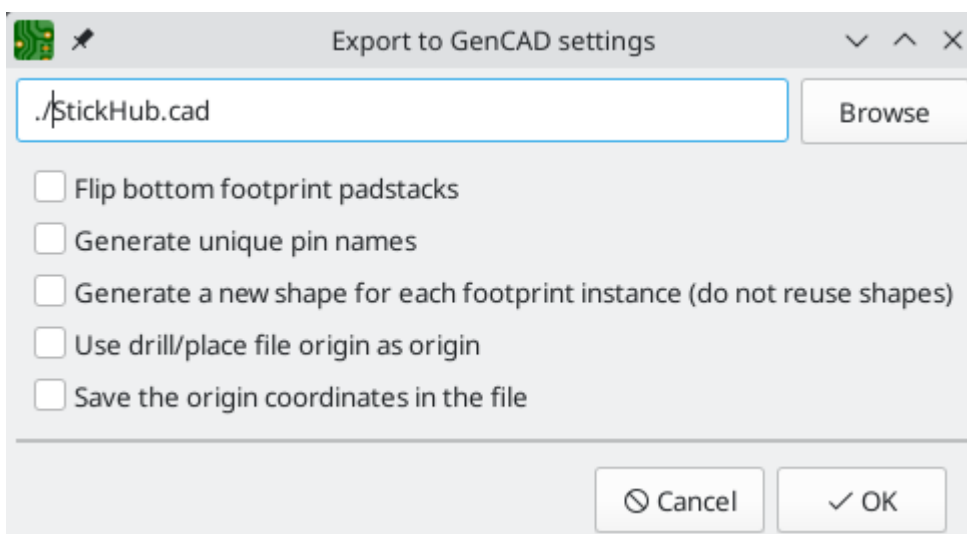 Export to GenCAD settings
./StickHub.cad
Browse
Flip bottom footprint padstacks
Generate unique pin names
Generate a new shape for each footprint instance (do not reuse shapes)
Use drill/place file origin as origin
Save the origin coordinates in the file
Cancel
OK